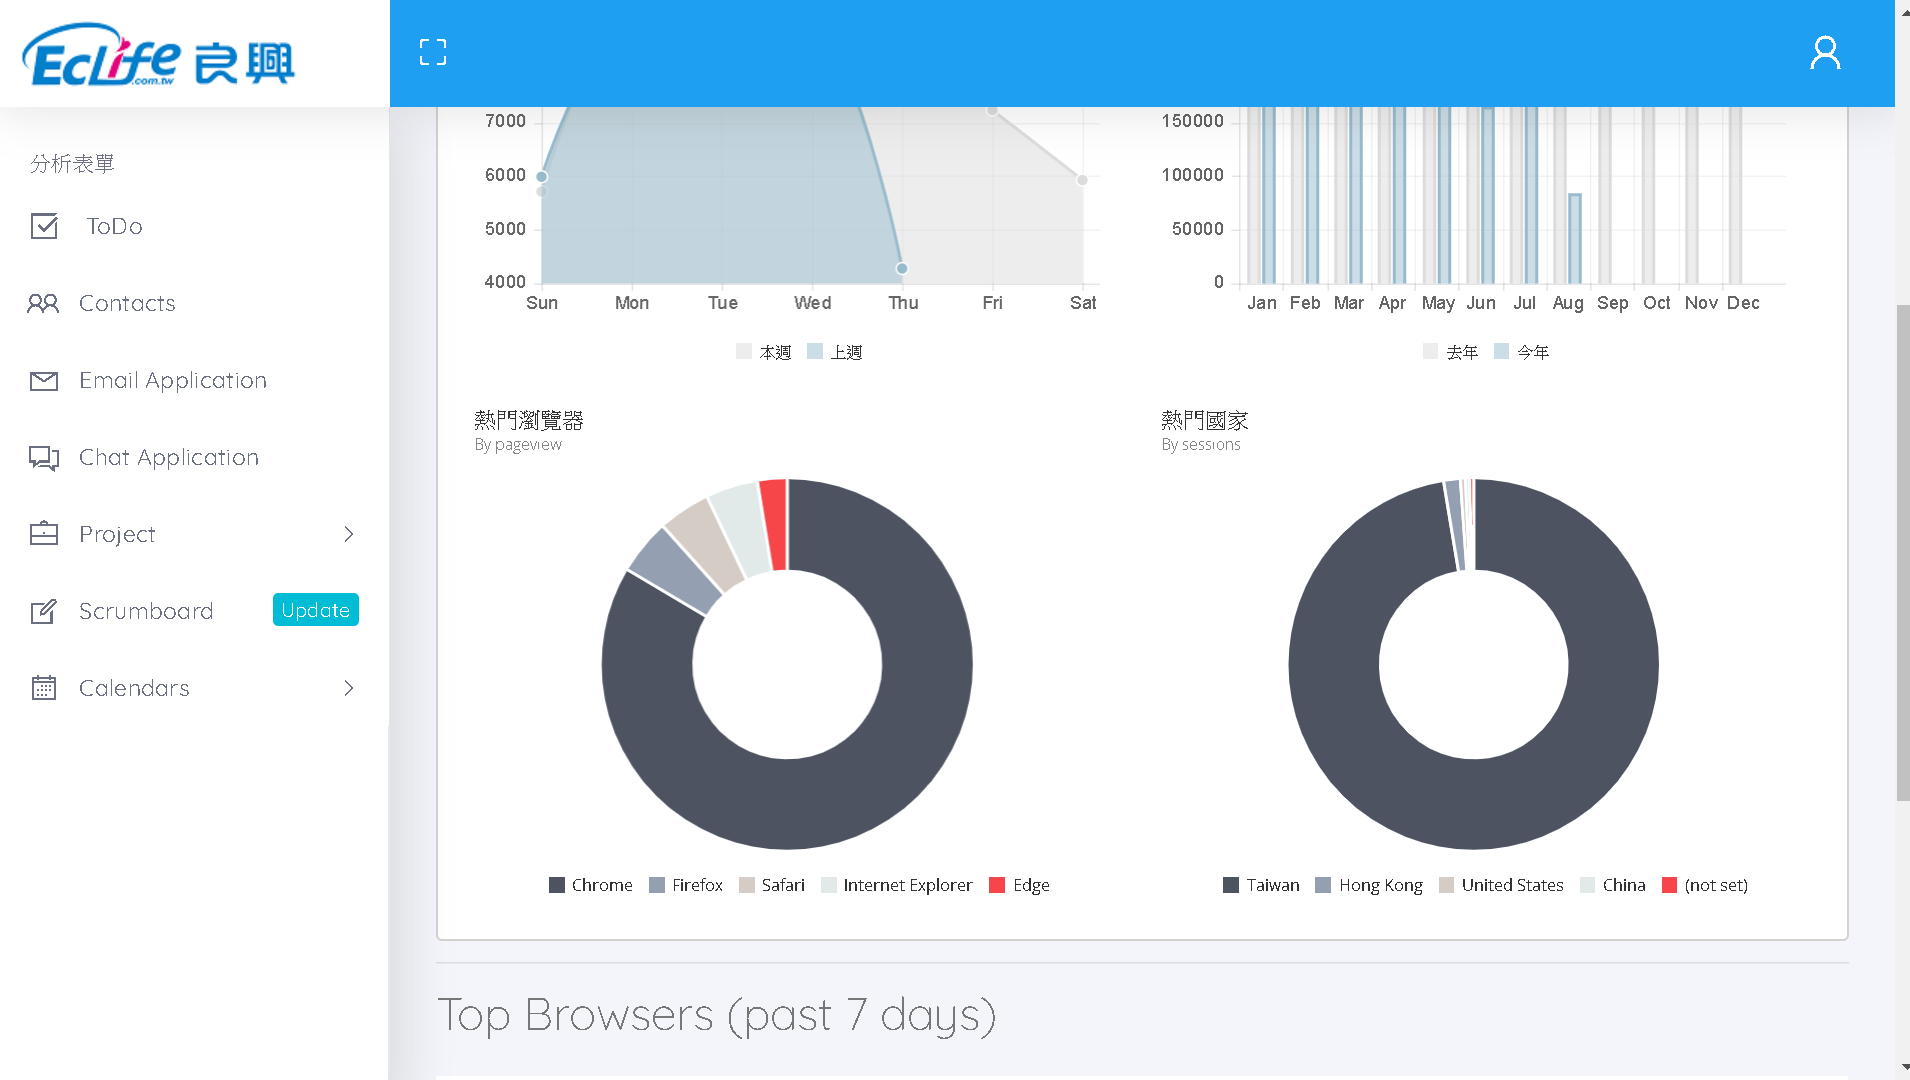 EcLife 良興
.com.tw
分析表單
ToDo
Contacts
Email Application
Chat Application
Project
Scrumboard Update
Calendars
7000
6000
5000
4000
Sun Mon Tue Wed Thu Fri Sat
本週 上週
150000
100000
50000
0
Jan Feb Mar Apr May Jun Jul Aug Sep Oct Nov Dec
去年 今年
熱門瀏覽器
By pageview
Chrome Firefox Safari Internet Explorer Edge
熱門國家
By sessions
Taiwan Hong Kong United States China (not set)
Top Browsers (past 7 days)